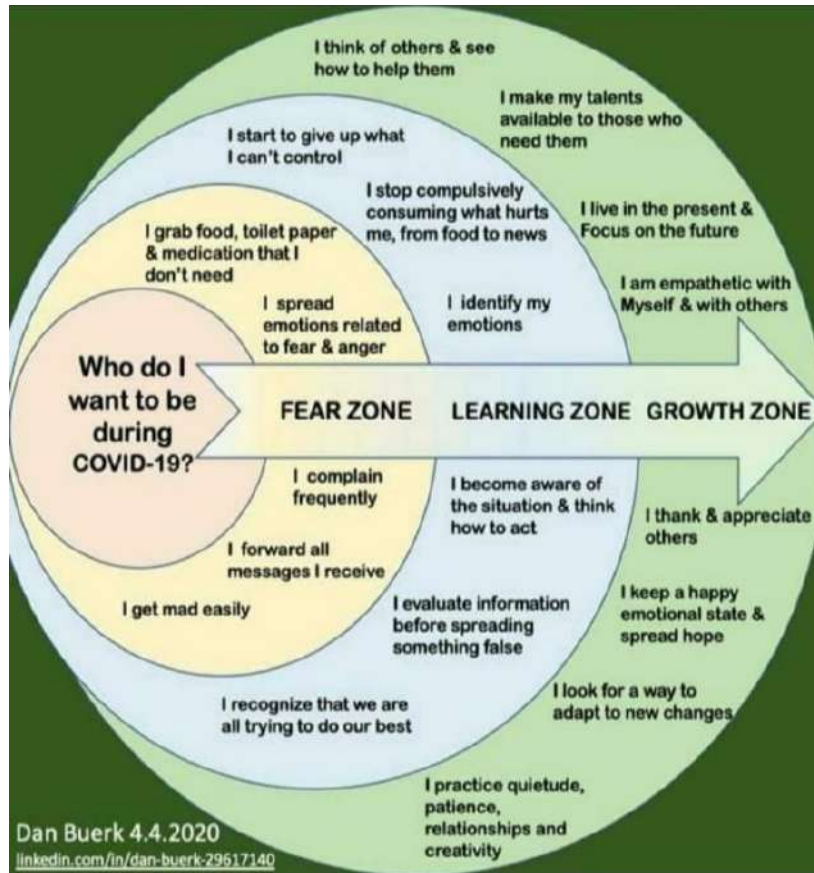 I think of others & see
how to help them
I make my talents
available to those who
need them
I start to give up what
I can't control
I stop compulsively
consuming what hurts
me, from food to news
I live in the present &
Focus on the future
I grab food, toilet paper
& medication that I
don't need
I am empathetic with
Myself & with others
I spread
emotions related
to fear & anger
I identify my
emotions
Who do I
want to be
during
COVID-19?
FEAR ZONE
LEARNING ZONE
GROWTH ZONE
I complain
frequently
I become aware of
the situation & think
how to act
I thank & appreciate
others
I forward all
messages I receive
I get mad easily
I evaluate information
before spreading
something false
I keep a happy
emotional state &
spread hope
I recognize that we are
all trying to do our best
I look for a way to
adapt to new changes
I practice quietude,
patience,
relationships and
creativity
Dan Buerk 4.4.2020
linkedin.com/in/dan-buerk-29617140